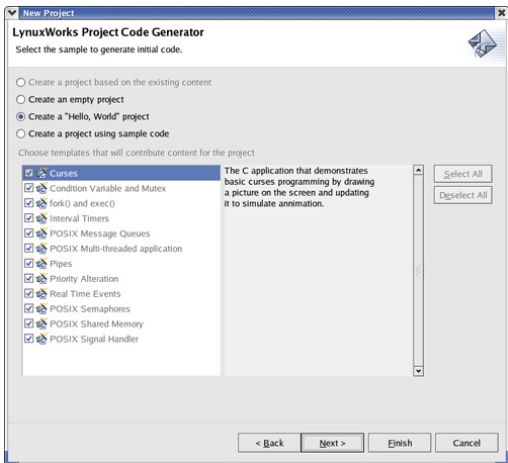 New Project
LynuxWorks Project Code Generator
Select the sample to generate initial code.
Create a project based on the existing content
Create an empty project
Create a "Hello, World" project
Create a project using sample code
Choose templates that will contribute content for the project
Curses
Condition Variable and Mutex
fork() and exec()
Interval Timers
POSIX Message Queues
POSIX Multi-threaded application
Pipes
Priority Alteration
Real Time Events
POSIX Semaphores
POSIX Shared Memory
POSIX Signal Handler
The C application that demonstrates
basic curses programming by drawing
a picture on the screen and updating
it to simulate annimation.
Select All
Deselect All
< Back
Next >
Finish
Cancel